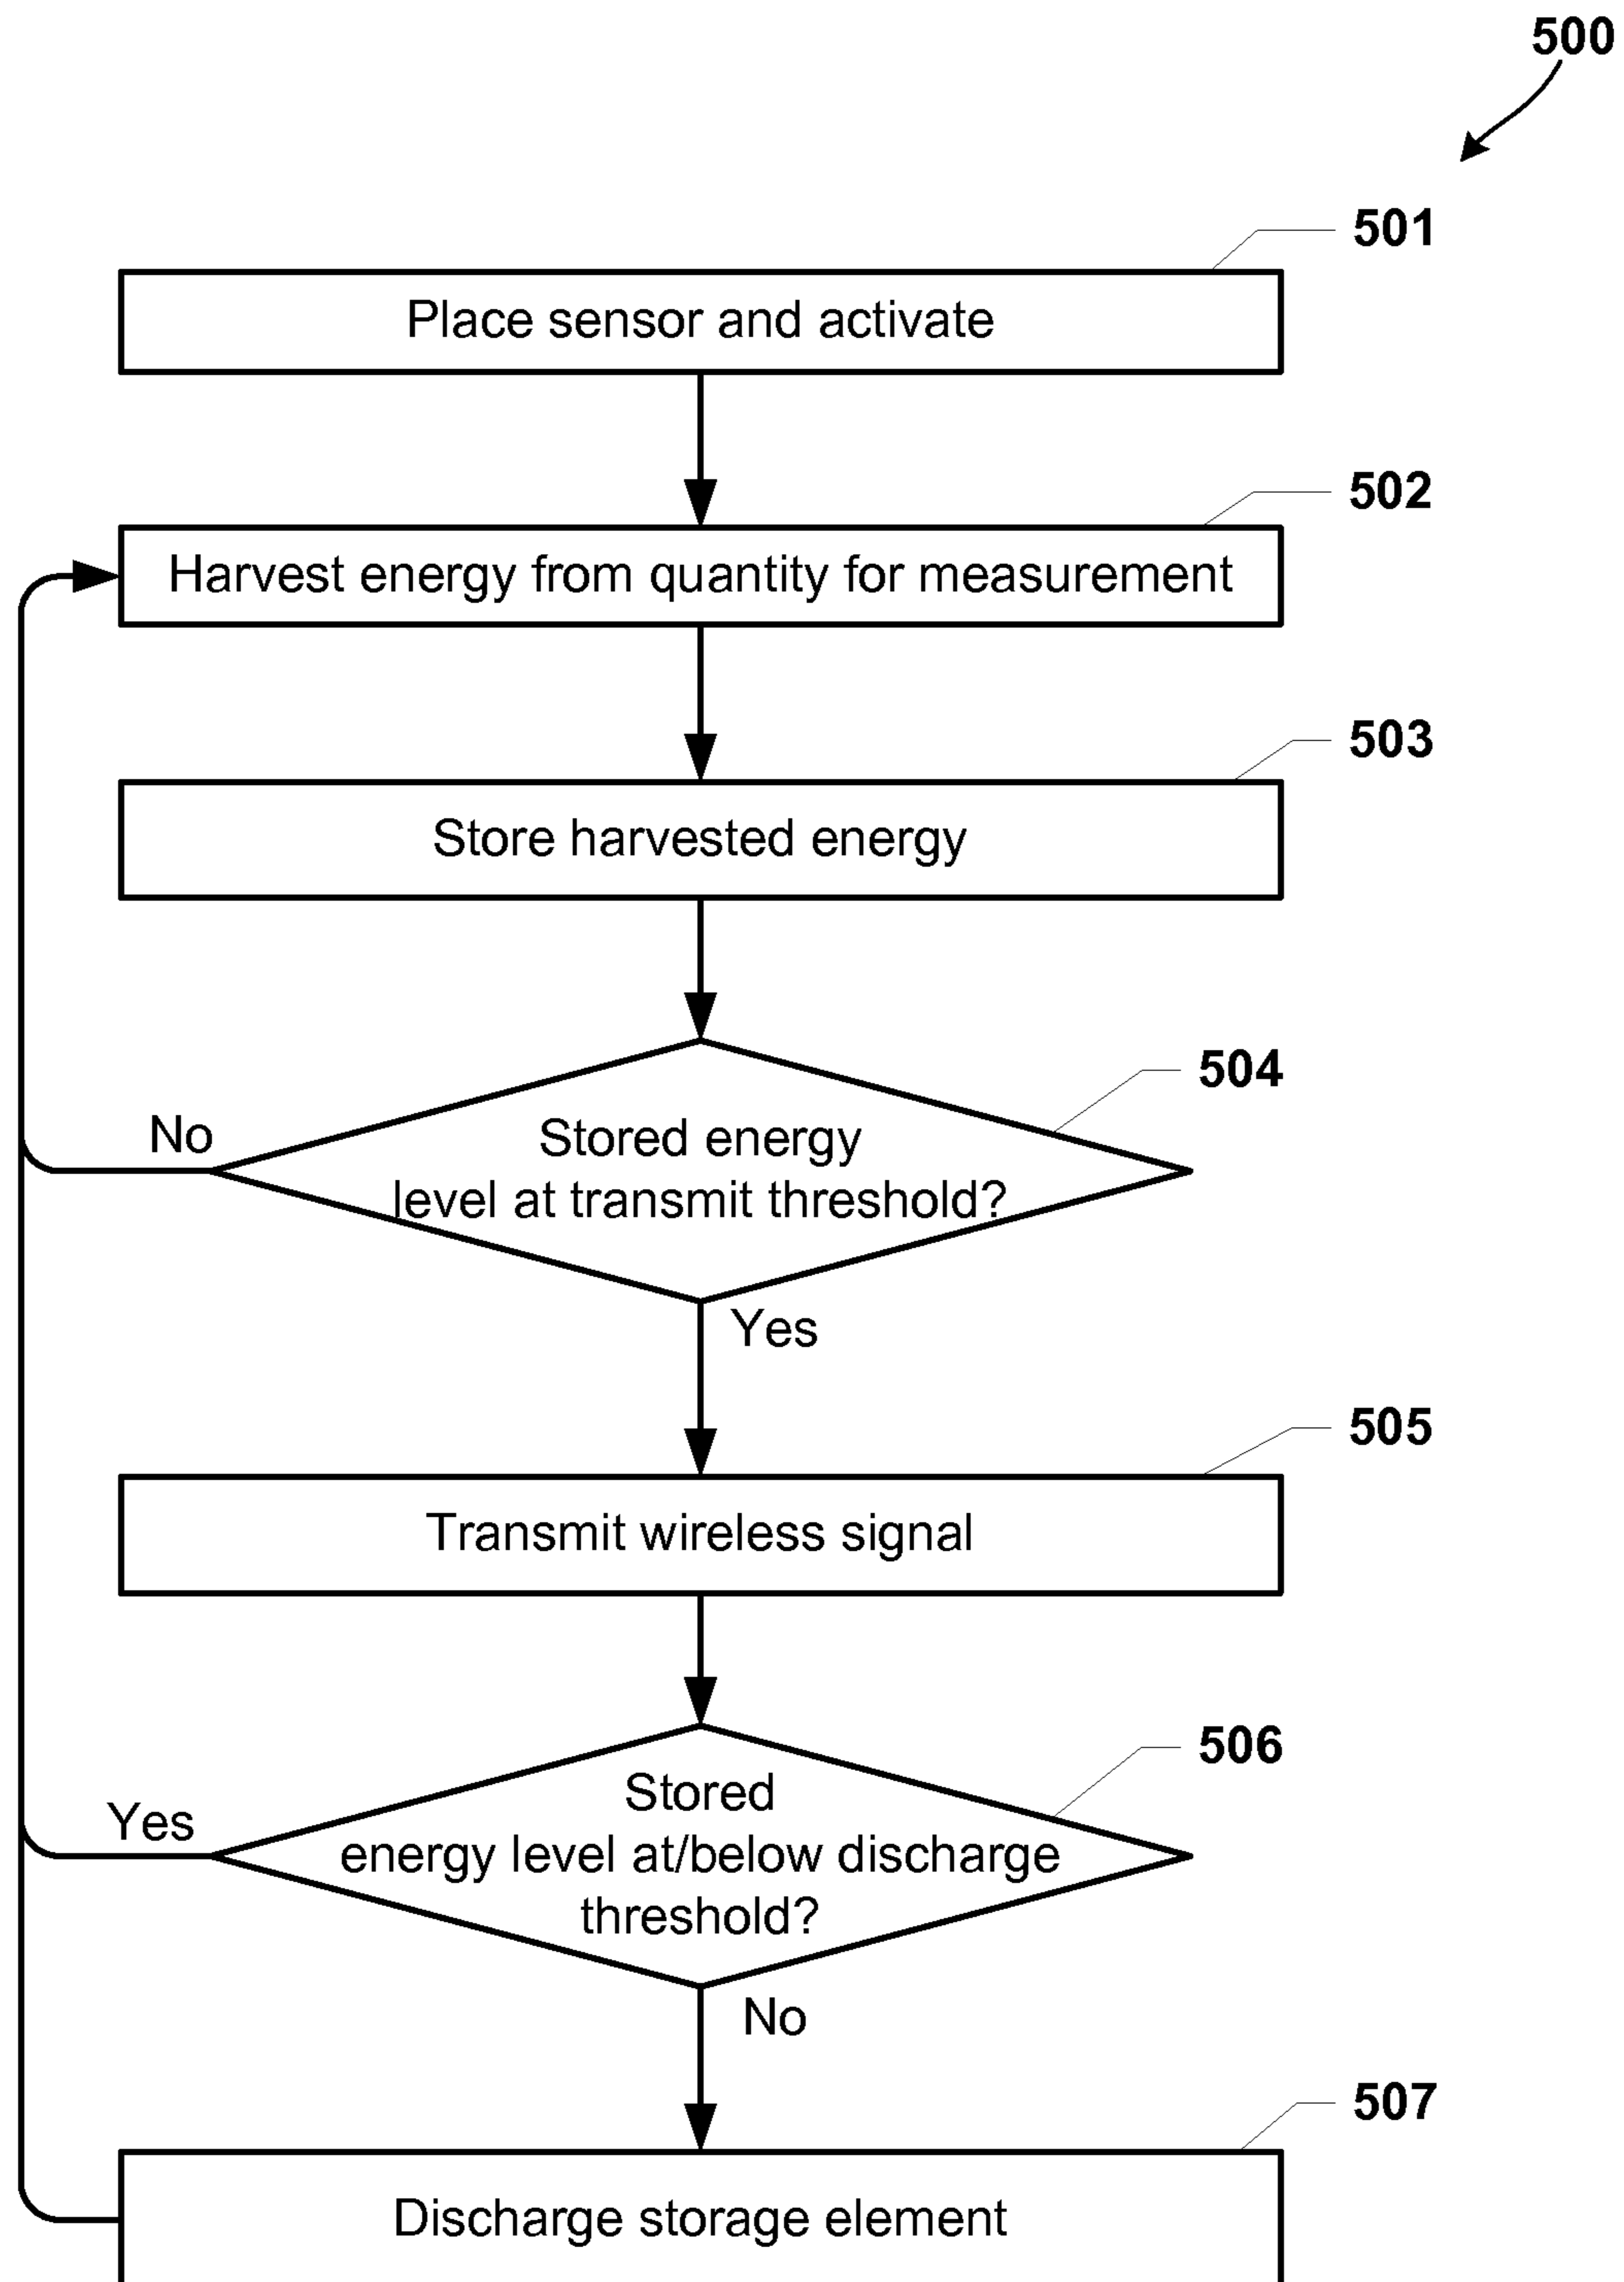 500
501
Place sensor and activate
502
Harvest energy from quantity for measurement
503
Store harvested energy
504
No
Stored energy
level at transmit threshold?
Yes
505
Transmit wireless signal
506
Yes
Stored
energy level at/below discharge
threshold?
No
507
Discharge storage element